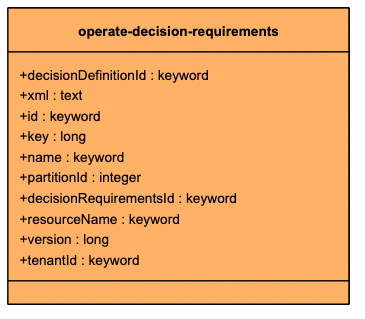 operate-decision-requirements
+decisionDefinitionId : keyword
+xml : text
+id : keyword
+key : long
+name : keyword
+partitionId : integer
+decisionRequirementsId : keyword
+resourceName : keyword
+version : long
+tenantId : keyword